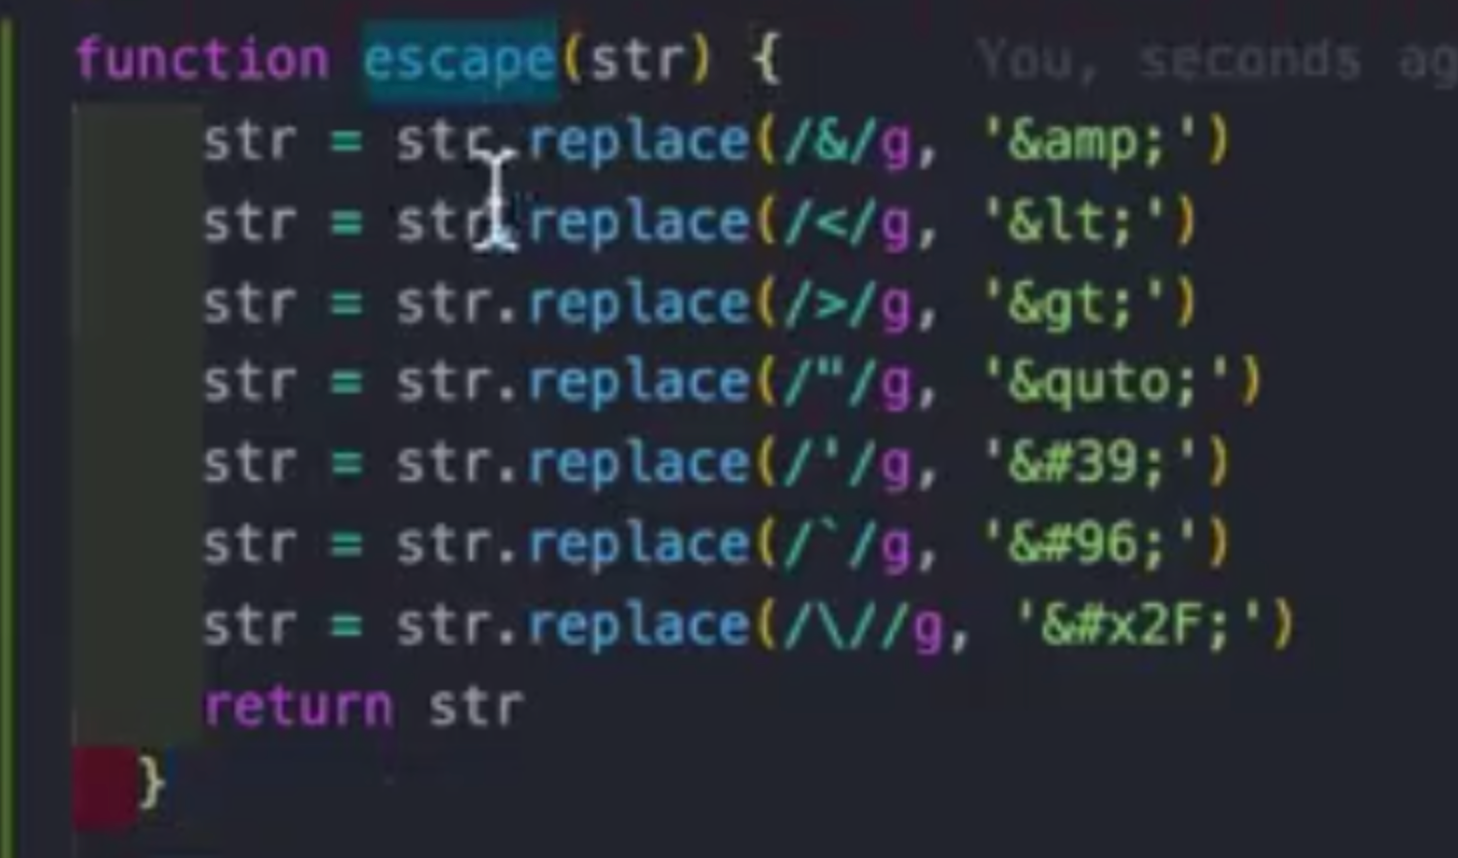 function escape(str) { You, seconds ag
str = str.replace(/&/g, '&amp;')
str = str.replace(/</g, '&lt;')
str = str.replace(/>/g, '&gt;')
str = str.replace(/"/g, '&quto;')
str = str.replace(/'/g, '&#39;')
str = str.replace(/`/g, '&#96;')
str = str.replace(/\//g, '&#x2F;')
return str
}